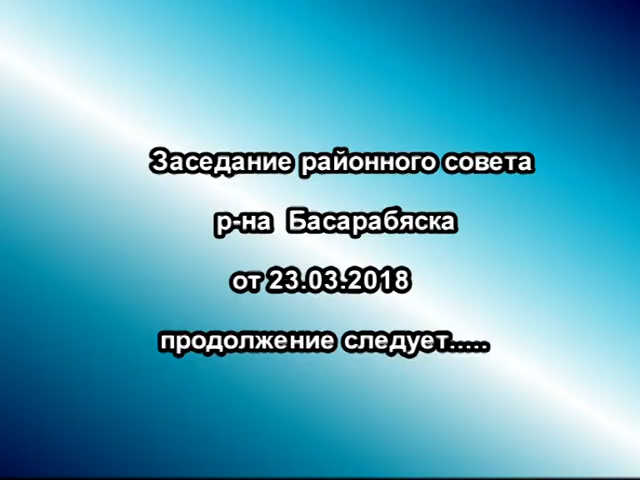 Заседание районного совета
р-на Басарабяска
от 23.03.2018
продолжение следует.....